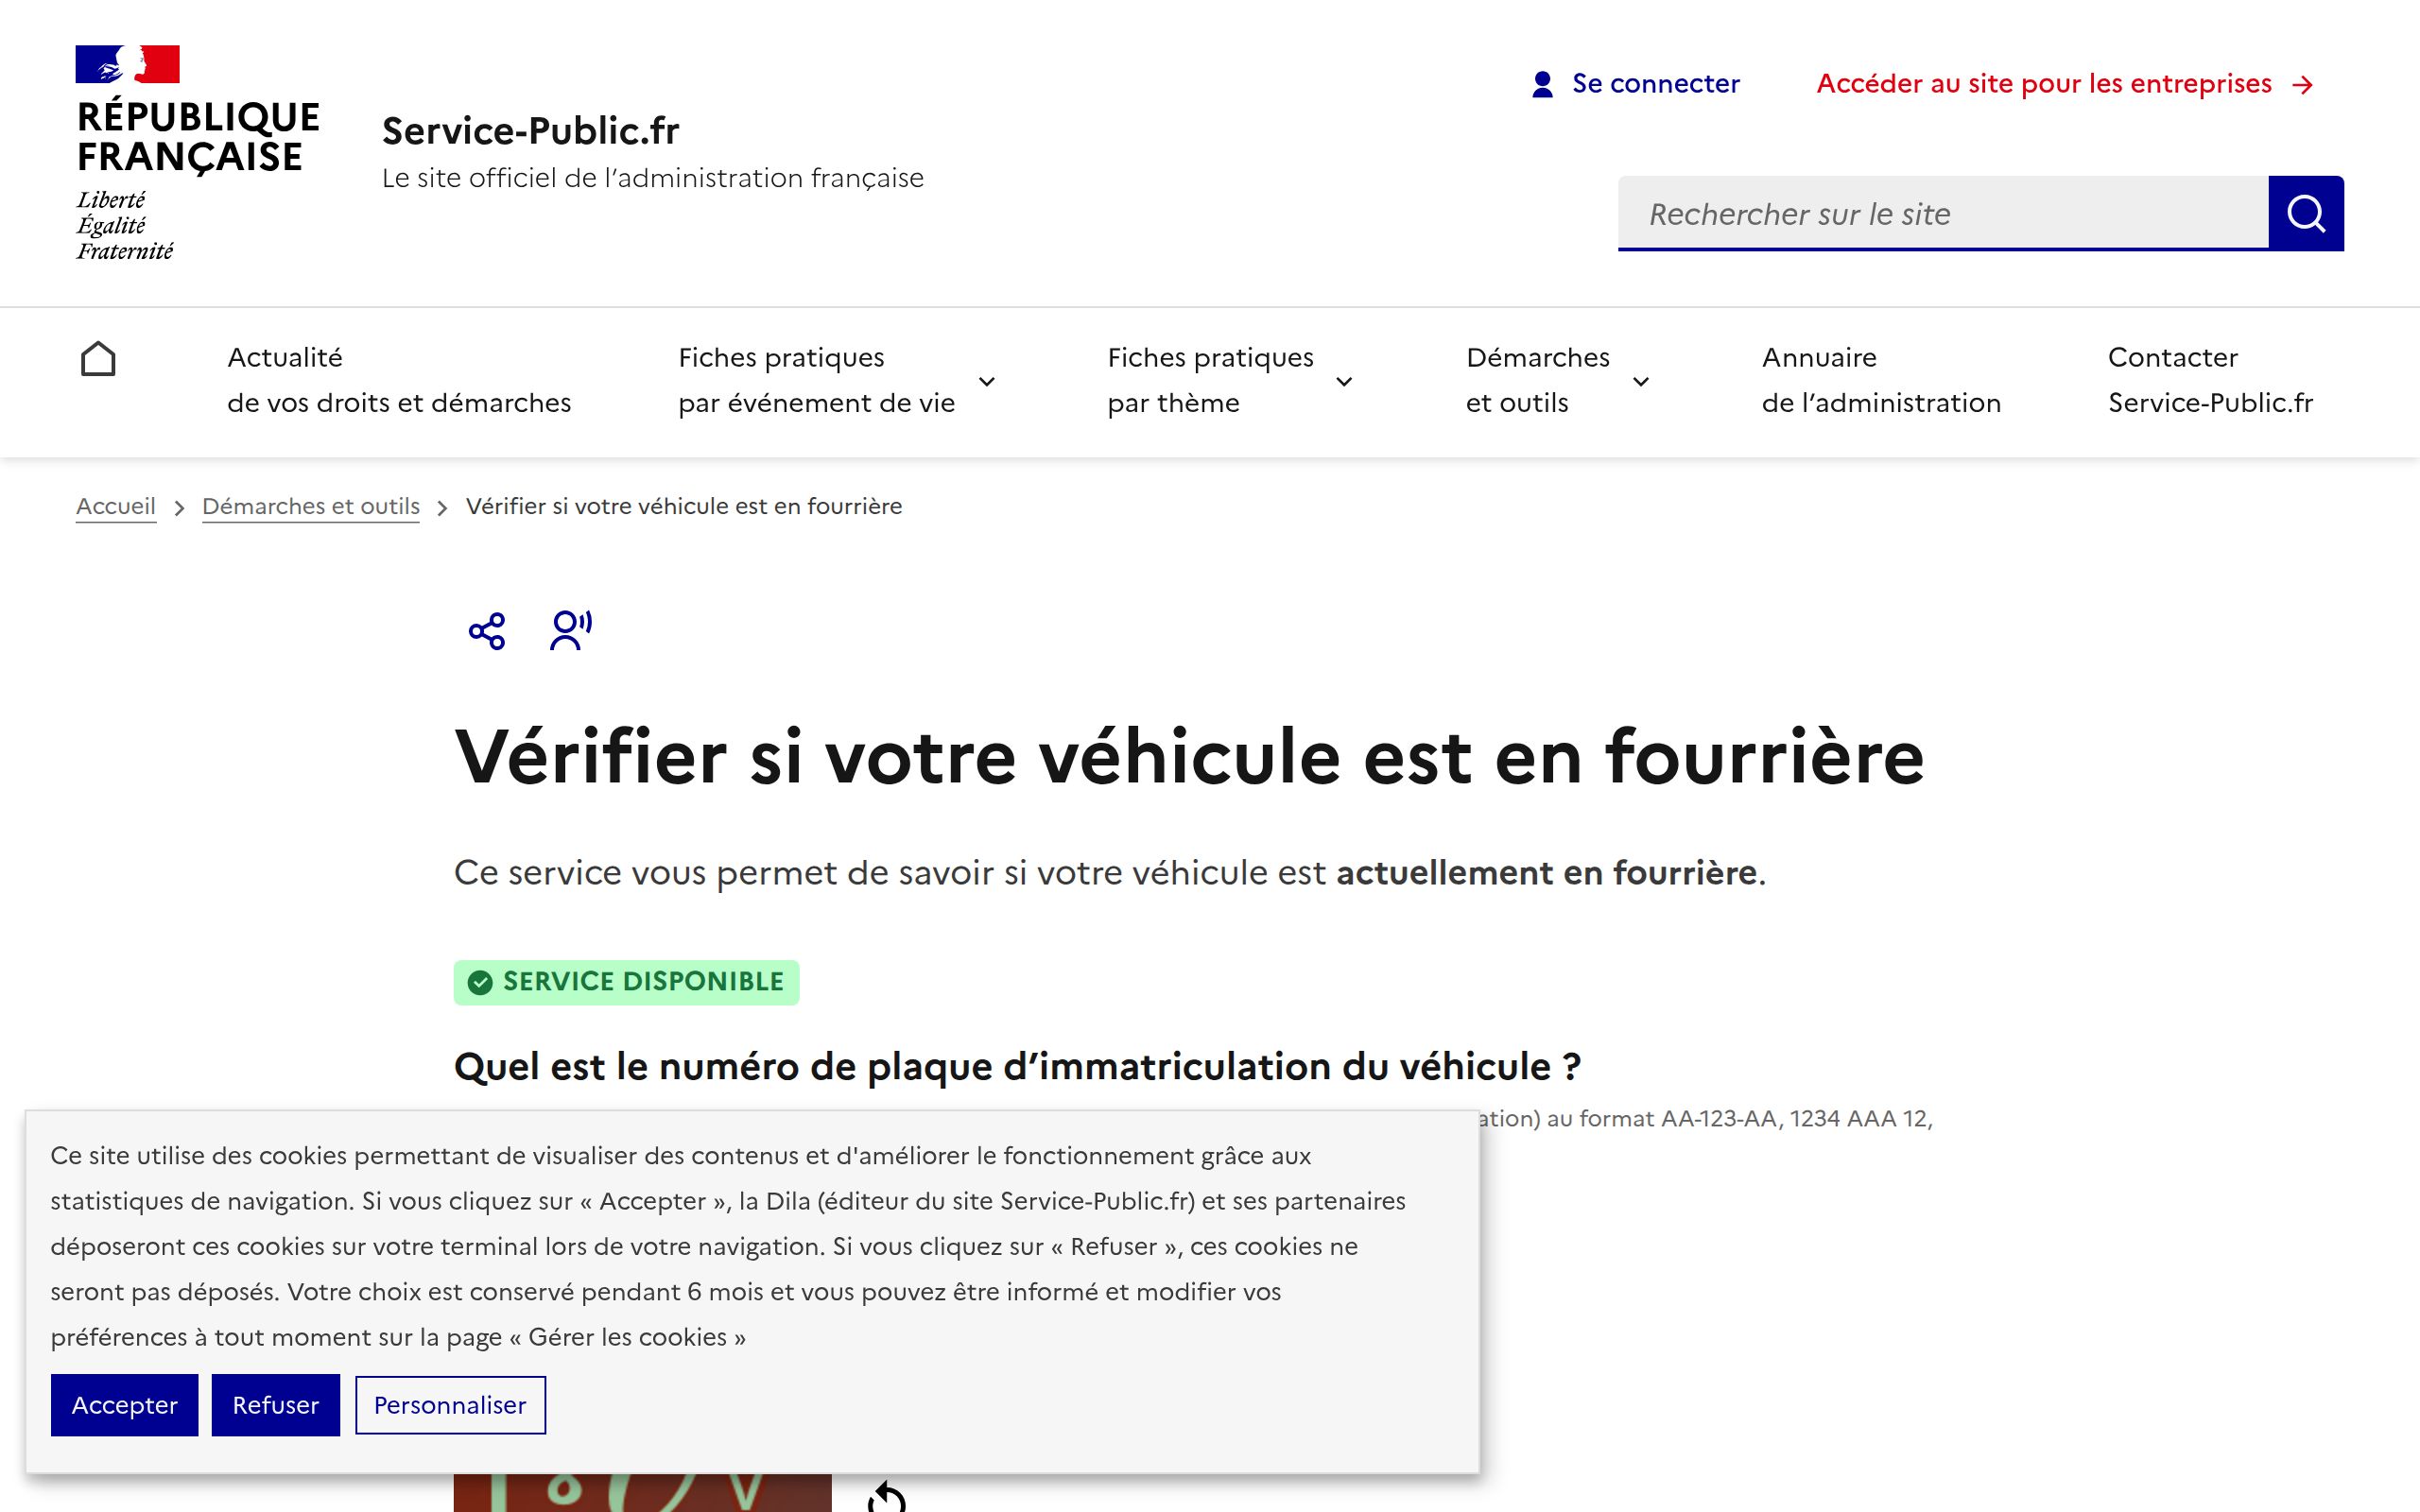 RÉPUBLIQUE
FRANÇAISE
Liberté
Égalité
Fraternité
Service-Public.fr
Le site officiel de l’administration française
Se connecter
Accéder au site pour les entreprises
Rechercher sur le site
Actualité
de vos droits et démarches
Fiches pratiques
par événement de vie
Fiches pratiques
par thème
Démarches
et outils
Annuaire
de l’administration
Contacter
Service-Public.fr
Accueil
Démarches et outils
Vérifier si votre véhicule est en fourrière
Vérifier si votre véhicule est en fourrière
Ce service vous permet de savoir si votre véhicule est actuellement en fourrière.
SERVICE DISPONIBLE
Quel est le numéro de plaque d’immatriculation du véhicule ?
au format AA-123-AA, 1234 AAA 12,
Ce site utilise des cookies permettant de visualiser des contenus et d'améliorer le fonctionnement grâce aux
statistiques de navigation. Si vous cliquez sur « Accepter », la Dila (éditeur du site Service-Public.fr) et ses partenaires
déposeront ces cookies sur votre terminal lors de votre navigation. Si vous cliquez sur « Refuser », ces cookies ne
seront pas déposés. Votre choix est conservé pendant 6 mois et vous pouvez être informé et modifier vos
préférences à tout moment sur la page « Gérer les cookies »
Accepter
Refuser
Personnaliser